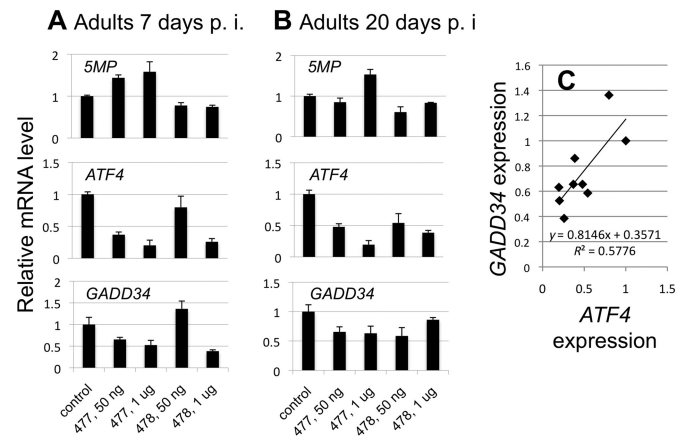 A Adults 7 days p. i.
B Adults 20 days p. i
Relative mRNA level
5MP
2
1
0
ATF4
1.5
1
0.5
0
GADD34
2
1.5
1
0.5
0
control
477, 50 ng
477, 1 ug
478, 50 ng
478, 1 ug
5MP
2
1
0
ATF4
1.5
1
0.5
0
GADD34
1.5
1
0.5
0
control
477, 50 ng
477, 1 ug
478, 50 ng
478, 1 ug
C
GADD34 expression
1.6
1.4
1.2
1
0.8
0.6
0.4
0.2
0
y = 0.8146x + 0.3571
R² = 0.5776
0 0.5 1 1.5
ATF4
expression